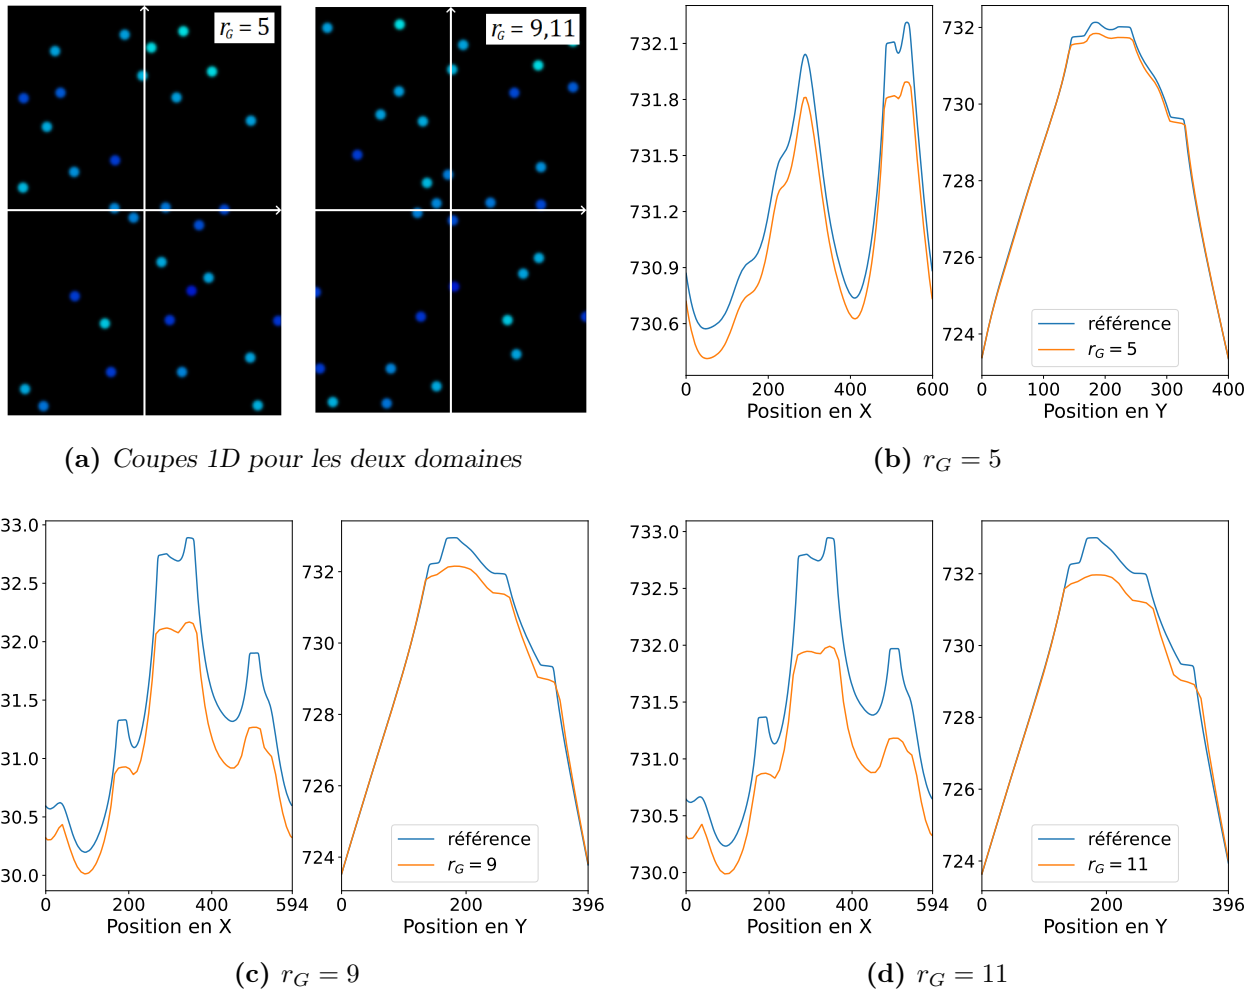 r_G = 5
r_G = 9,11
(a) Coupes 1D pour les deux domaines
732.1
731.8
731.5
731.2
730.9
730.6
0 200 400 600
Position en X
732
730
728
726
724
0 100 200 300 400
Position en Y
référence
r_G = 5
(b) r_G = 5
33.0
32.5
32.0
31.5
31.0
30.5
30.0
0 200 400 594
Position en X
732
730
728
726
724
0 200 396
Position en Y
référence
r_G = 9
(c) r_G = 9
733.0
732.5
732.0
731.5
731.0
730.5
730.0
0 200 400 594
Position en X
732
730
728
726
724
0 200 396
Position en Y
référence
r_G = 11
(d) r_G = 11